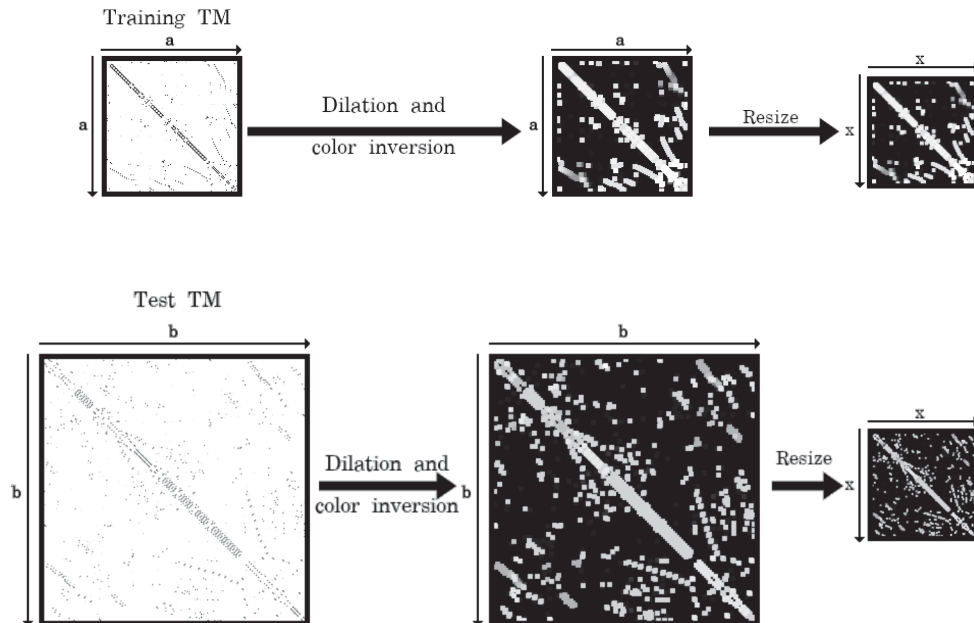 Training TM
a
a
a
a
x
x
Dilation and
color inversion
Resize
Test TM
b
b
b
b
x
x
Dilation and
color inversion
Resize